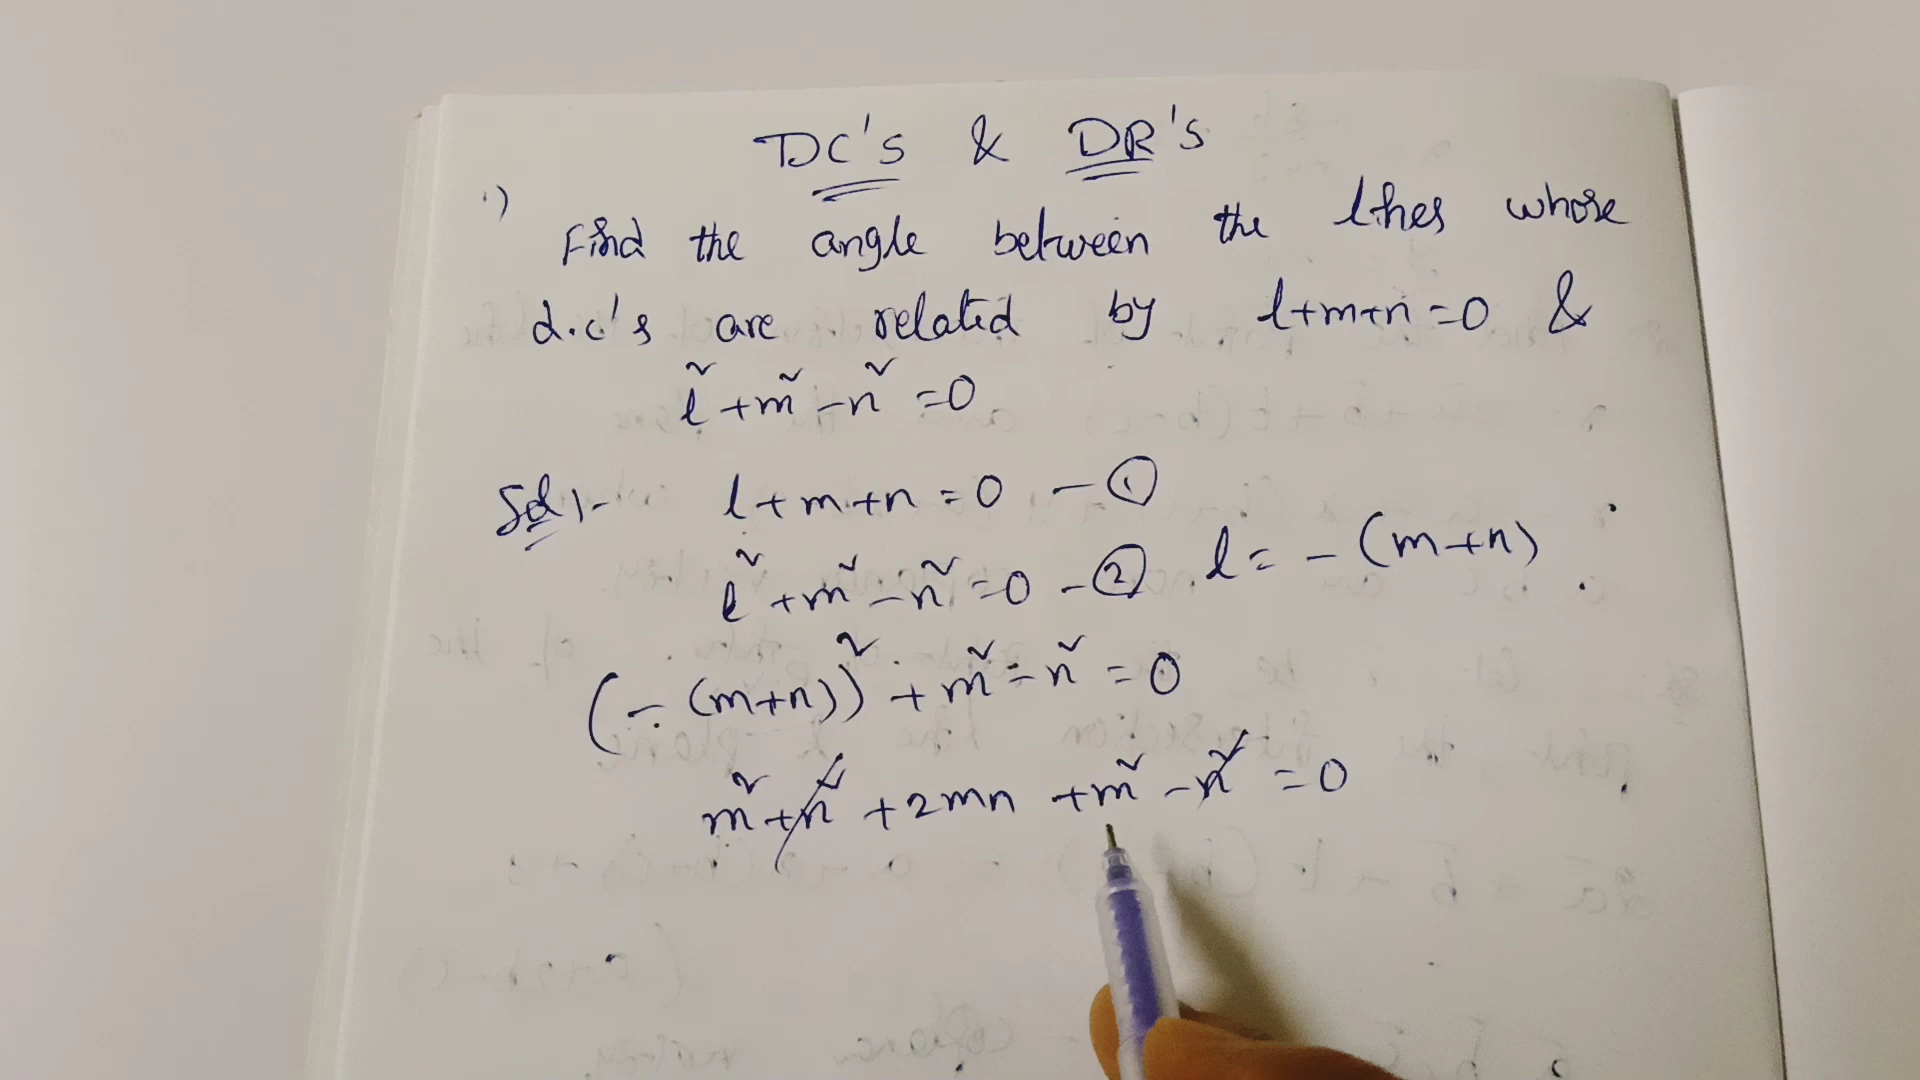 DC's & DR's
1)
Find the angle between the lines whose
d.c's are related by l+m+n=0 &
l²+m²-n²=0
Sol:- l+m+n=0 - ①
l²+m²-n²=0 - ② l= -(m+n)
(-(m+n))²+m²-n²=0
m²+n²+2mn+m²-n²=0